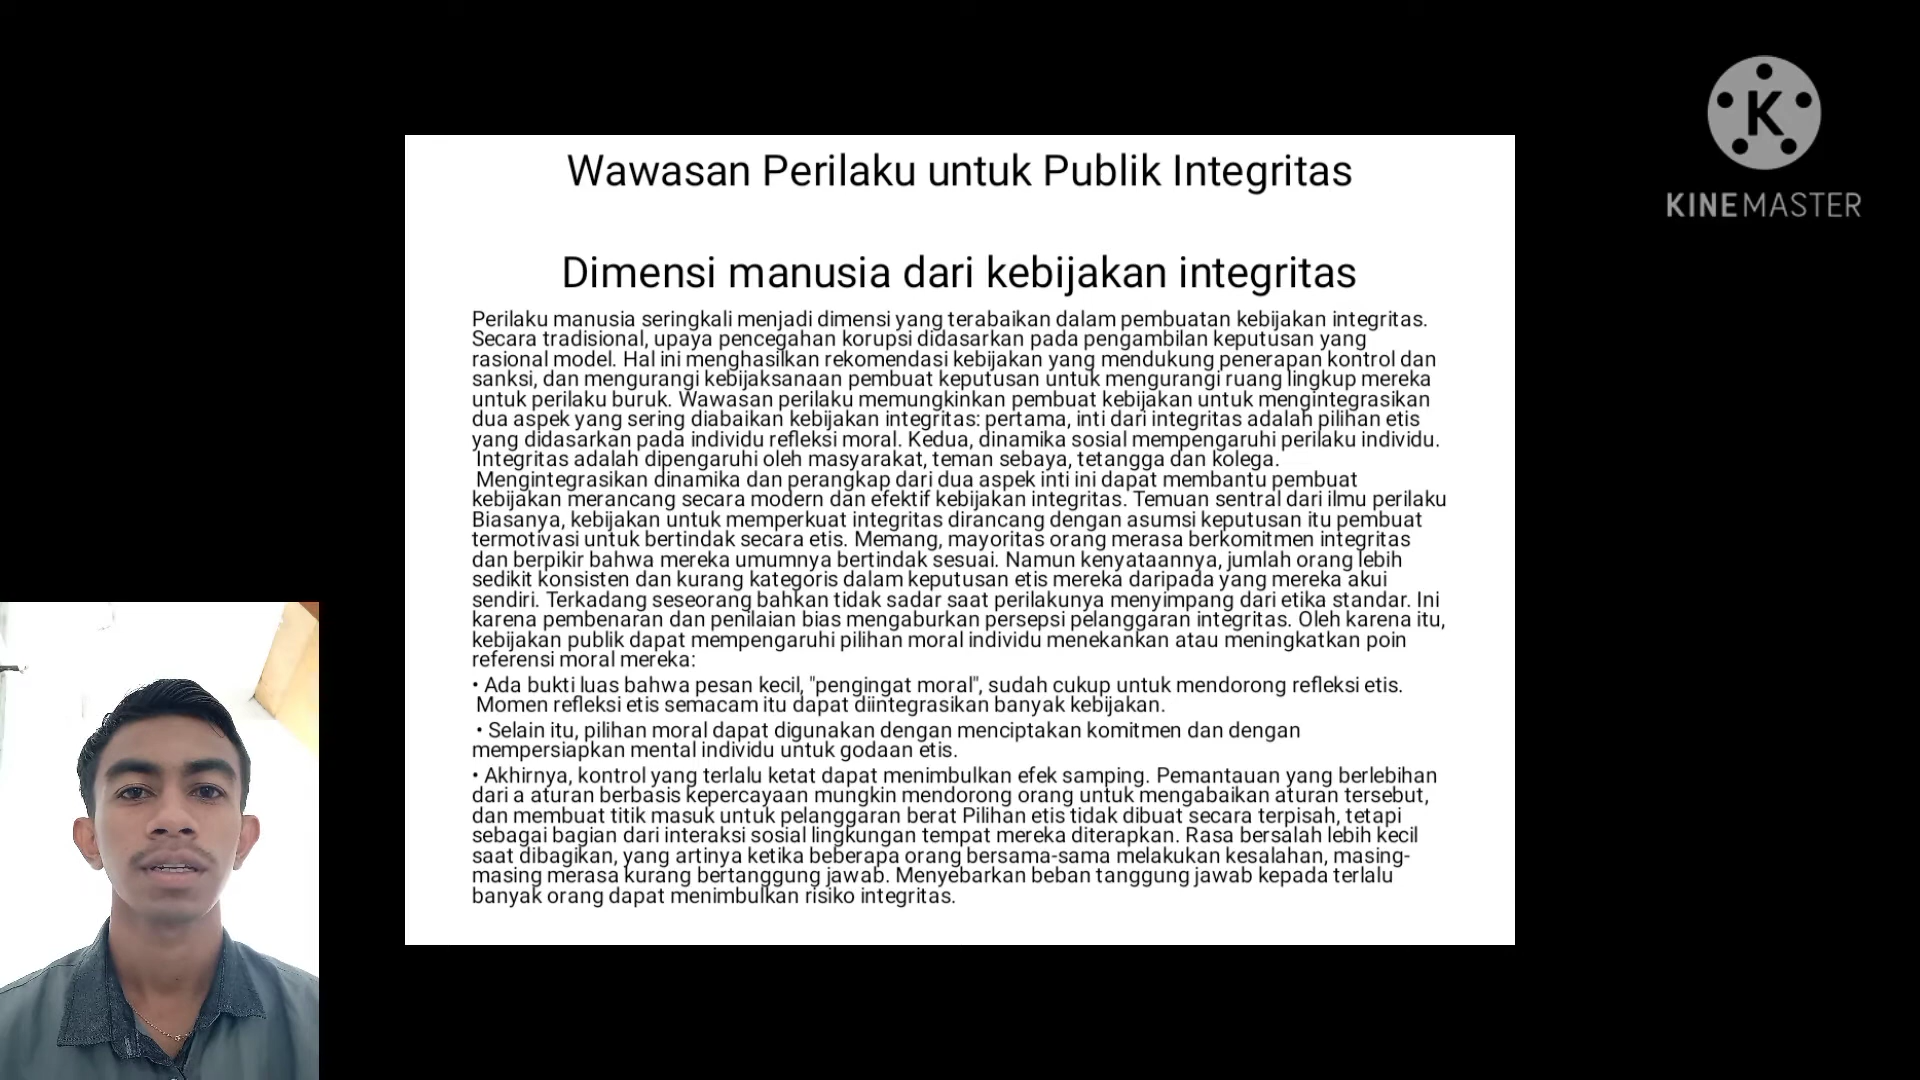 Wawasan Perilaku untuk Publik Integritas
Dimensi manusia dari kebijakan integritas
Perilaku manusia seringkali menjadi dimensi yang terabaikan dalam pembuatan kebijakan integritas.
Secara tradisional, upaya pencegahan korupsi didasarkan pada pengambilan keputusan yang
rasional model. Hal ini menghasilkan rekomendasi kebijakan yang mendukung penerapan kontrol dan
sanksi, dan mengurangi kebijaksanaan pembuat keputusan untuk mengurangi ruang lingkup mereka
untuk perilaku buruk. Wawasan perilaku memungkinkan pembuat kebijakan untuk mengintegrasikan
dua aspek yang sering diabaikan kebijakan integritas: pertama, inti dari integritas adalah pilihan etis
yang didasarkan pada individu refleksi moral. Kedua, dinamika sosial mempengaruhi perilaku individu.
Integritas adalah dipengaruhi oleh masyarakat, teman sebaya, tetangga dan kolega.
Mengintegrasikan dinamika dan perangkap dari dua aspek inti ini dapat membantu pembuat
kebijakan merancang secara modern dan efektif kebijakan integritas. Temuan sentral dari ilmu perilaku
Biasanya, kebijakan untuk memperkuat integritas dirancang dengan asumsi keputusan itu pembuat
termotivasi untuk bertindak secara etis. Memang, mayoritas orang merasa berkomitmen integritas
dan berpikir bahwa mereka umumnya bertindak sesuai. Namun kenyataannya, jumlah orang lebih
sedikit konsisten dan kurang kategoris dalam keputusan etis mereka daripada yang mereka akui
sendiri. Terkadang seseorang bahkan tidak sadar saat perilakunya menyimpang dari etika standar. Ini
karena pembenaran dan penilaian bias mengaburkan persepsi pelanggaran integritas. Oleh karena itu,
kebijakan publik dapat mempengaruhi pilihan moral individu menekankan atau meningkatkan poin
referensi moral mereka:
• Ada bukti luas bahwa pesan kecil, "pengingat moral", sudah cukup untuk mendorong refleksi etis.
Momen refleksi etis semacam itu dapat diintegrasikan banyak kebijakan.
• Selain itu, pilihan moral dapat digunakan dengan menciptakan komitmen dan dengan
mempersiapkan mental individu untuk godaan etis.
• Akhirnya, kontrol yang terlalu ketat dapat menimbulkan efek samping. Pemantauan yang berlebihan
dari a aturan berbasis kepercayaan mungkin mendorong orang untuk mengabaikan aturan tersebut,
dan membuat titik masuk untuk pelanggaran berat Pilihan etis tidak dibuat secara terpisah, tetapi
sebagai bagian dari interaksi sosial lingkungan tempat mereka diterapkan. Rasa bersalah lebih kecil
saat dibagikan, yang artinya ketika beberapa orang bersama-sama melakukan kesalahan, masing-
masing merasa kurang bertanggung jawab. Menyebarkan beban tanggung jawab kepada terlalu
banyak orang dapat menimbulkan risiko integritas.
K
KINEMASTER